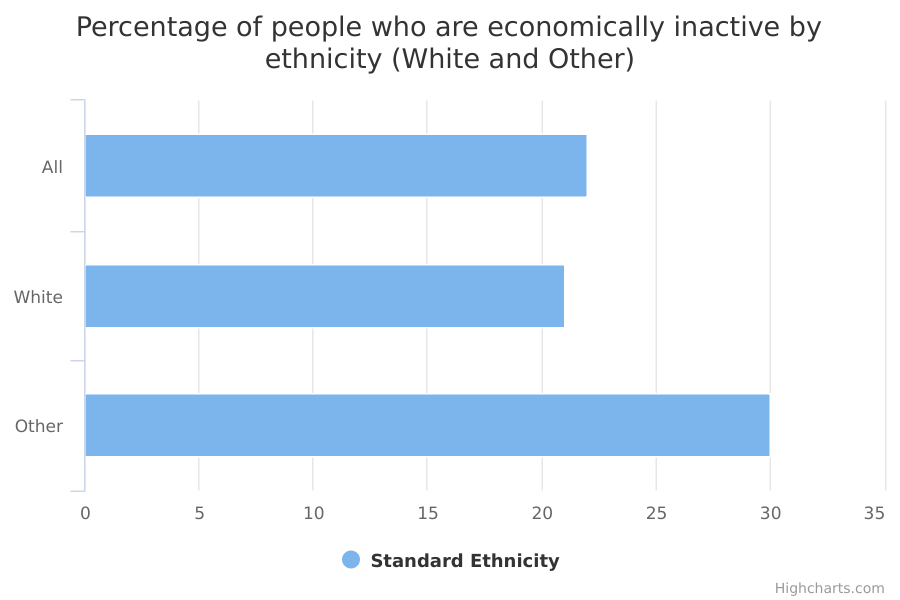 Percentage of people who are economically inactive by
ethnicity (White and Other)
All
White
Other
0 5 10 15 20 25 30 35
Standard Ethnicity
Highcharts.com